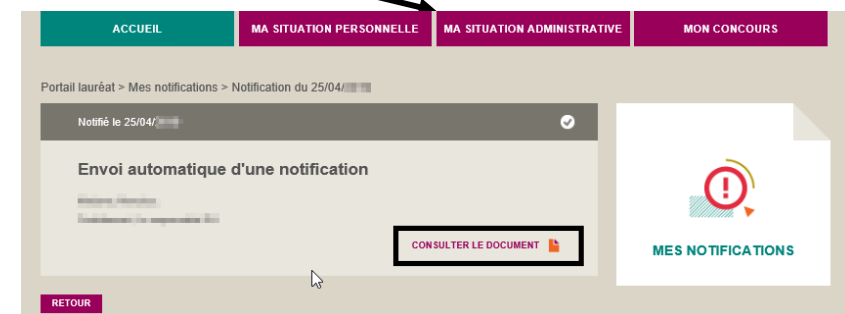 ACCUEIL MA SITUATION PERSONNELLE MA SITUATION ADMINISTRATIVE MON CONCOURS
Portail lauréat > Mes notifications > Notification du 25/04/
Notifié le 25/04/
Envoi automatique d'une notification
CONSULTER LE DOCUMENT
MES NOTIFICATIONS
RETOUR